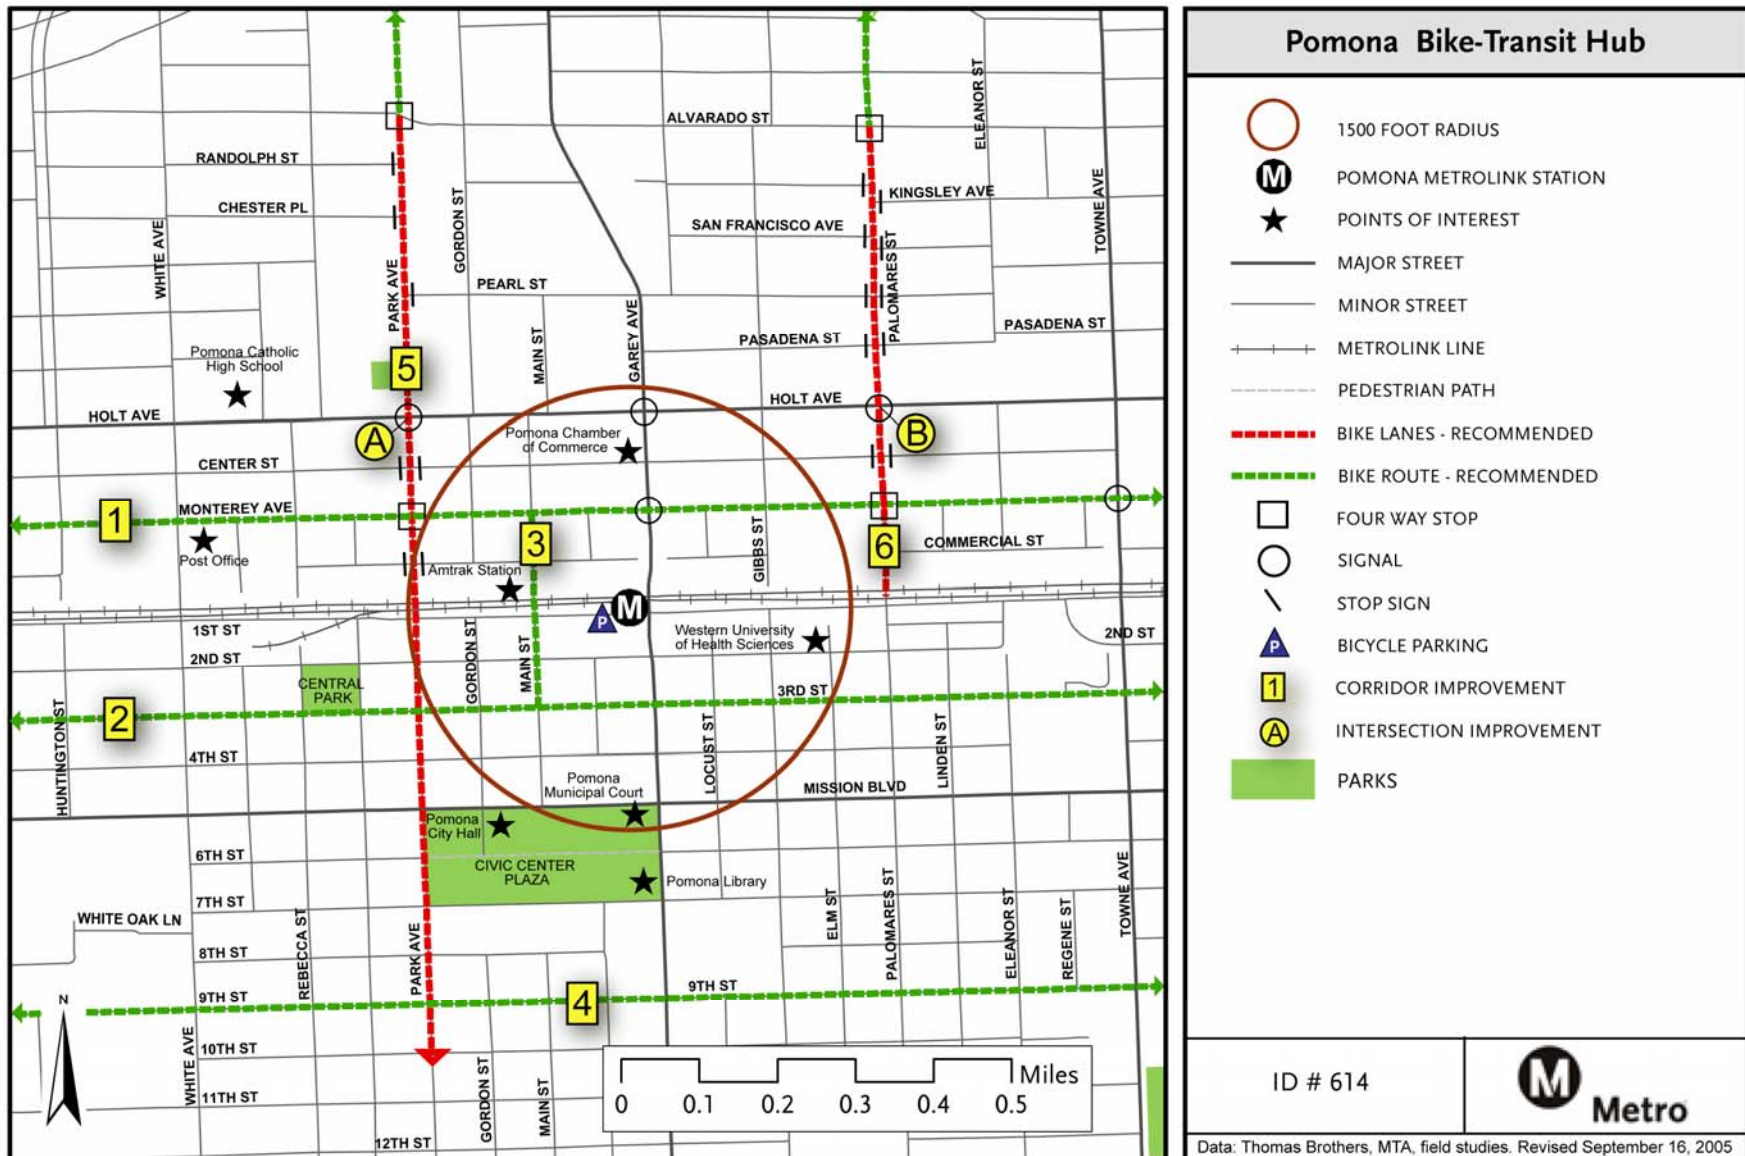 Pomona Bike-Transit Hub
1500 FOOT RADIUS
M
POMONA METROLINK STATION
POINTS OF INTEREST
MAJOR STREET
MINOR STREET
METROLINK LINE
PEDESTRIAN PATH
BIKE LANES - RECOMMENDED
BIKE ROUTE - RECOMMENDED
FOUR WAY STOP
SIGNAL
STOP SIGN
P
BICYCLE PARKING
1
CORRIDOR IMPROVEMENT
A
INTERSECTION IMPROVEMENT
PARKS
ID # 614
M
Metro
Data: Thomas Brothers, MTA, field studies. Revised September 16, 2005
ALVARADO ST
ELEANOR ST
RANDOLPH ST
CHESTER PL
KINGSLEY AVE
SAN FRANCISCO AVE
WHITE AVE
GORDON ST
TOWNE AVE
PARK AVE
PEARL ST
PALOMARES ST
MAIN ST
GAREY AVE
PASADENA ST
PASADENA ST
Pomona Catholic
High School
5
HOLT AVE
HOLT AVE
A
B
Pomona Chamber
of Commerce
CENTER ST
1
MONTEREY AVE
3
6
GIBBS ST
COMMERCIAL ST
Post Office
Amtrak Station
M
P
1ST ST
2ND ST
GORDON ST
MAIN ST
Western University
of Health Sciences
2ND ST
CENTRAL
PARK
2
3RD ST
HUNTINGTON ST
4TH ST
LOCUST ST
LINDEN ST
Pomona
Municipal Court
MISSION BLVD
Pomona
City Hall
6TH ST
CIVIC CENTER
PLAZA
Pomona Library
7TH ST
WHITE OAK LN
REBECCA ST
PARK AVE
ELM ST
PALOMARES ST
ELEANOR ST
REGENE ST
TOWNE AVE
8TH ST
9TH ST
4
9TH ST
N
WHITE AVE
10TH ST
11TH ST
GORDON ST
MAIN ST
12TH ST
Miles
0 0.1 0.2 0.3 0.4 0.5